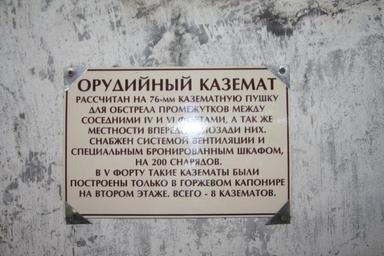 ОРУДИЙНЫЙ КАЗЕМАТ
РАССЧИТАН НА 76-мм КАЗЕМАТНУЮ ПУШКУ
ДЛЯ ОБСТРЕЛА ПРОМЕЖУТКОВ МЕЖДУ
СОСЕДНИМИ IV И VI ФОРТАМИ, А ТАК ЖЕ
МЕСТНОСТИ ВПЕРЕДИ ПОЗАДИ НИХ.
СНАБЖЕН СИСТЕМОЙ ВЕНТИЛЯЦИИ И
СПЕЦИАЛЬНЫМ БРОНИРОВАННЫМ ШКАФОМ,
НА 200 СНАРЯДОВ.
В V ФОРТУ ТАКИЕ КАЗЕМАТЫ БЫЛИ
ПОСТРОЕНЫ ТОЛЬКО В ГОРЖЕВОМ КАПОНИРЕ
НА ВТОРОМ ЭТАЖЕ. ВСЕГО - 8 КАЗЕМАТОВ.